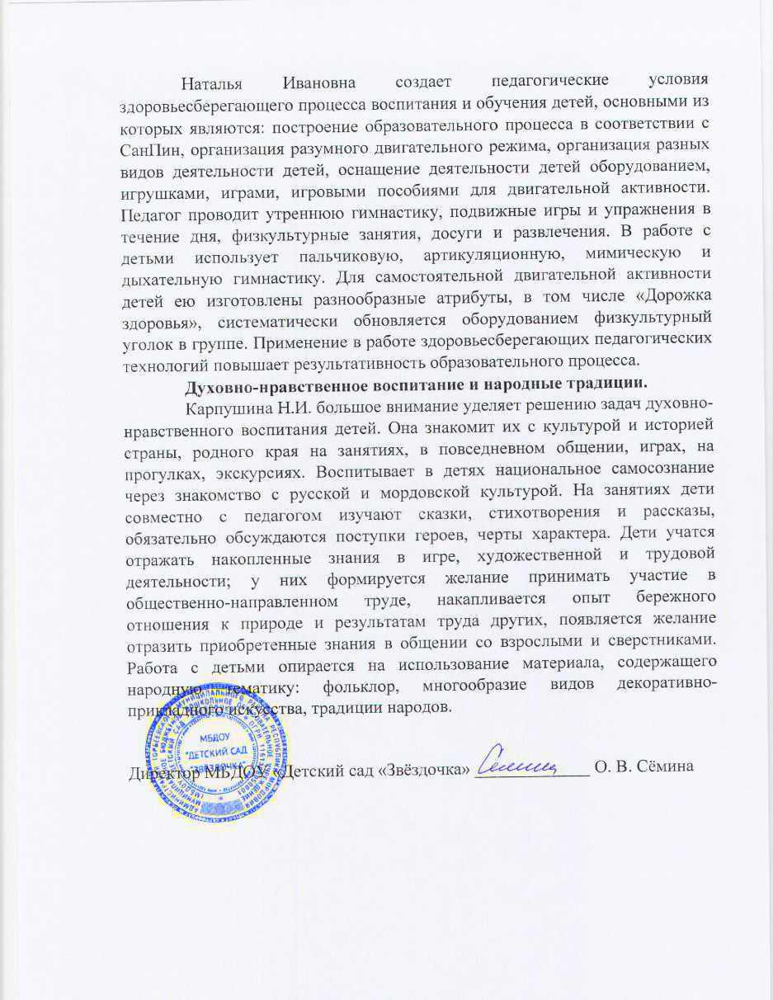 Наталья Ивановна создает педагогические условия
здоровьесберегающего процесса воспитания и обучения детей, основными из
которых являются: построение образовательного процесса в соответствии с
СанПин, организация разумного двигательного режима, организация разных
видов деятельности детей, оснащение деятельности детей оборудованием,
игрушками, играми, игровыми пособиями для двигательной активности.
Педагог проводит утреннюю гимнастику, подвижные игры и упражнения в
течение дня, физкультурные занятия, досуги и развлечения. В работе с
детьми использует пальчиковую, артикуляционную, мимическую и
дыхательную гимнастику. Для самостоятельной двигательной активности
детей ею изготовлены разнообразные атрибуты, в том числе «Дорожка
здоровья», систематически обновляется оборудованием физкультурный
уголок в группе. Применение в работе здоровьесберегающих педагогических
технологий повышает результативность образовательного процесса.
Духовно-нравственное воспитание и народные традиции.
Карпушина Н.И. большое внимание уделяет решению задач духовно-
нравственного воспитания детей. Она знакомит их с культурой и историей
страны, родного края на занятиях, в повседневном общении, играх, на
прогулках, экскурсиях. Воспитывает в детях национальное самосознание
через знакомство с русской и мордовской культурой. На занятиях дети
совместно с педагогом изучают сказки, стихотворения и рассказы,
обязательно обсуждаются поступки героев, черты характера. Дети учатся
отражать накопленные знания в игре, художественной и трудовой
деятельности; у них формируется желание принимать участие в
общественно-направленном труде, накапливается опыт бережного
отношения к природе и результатам труда других, появляется желание
отразить приобретенные знания в общении со взрослыми и сверстниками.
Работа с детьми опирается на использование материала, содержащего
народную тематику: фольклор, многообразие видов декоративно-
прикладного искусства, традиции народов.
МБДОУ
"ДЕТСКИЙ САД
"ЗВЁЗДОЧКА"
Директор МБДОУ «Детский сад «Звёздочка» О. В. Сёмина